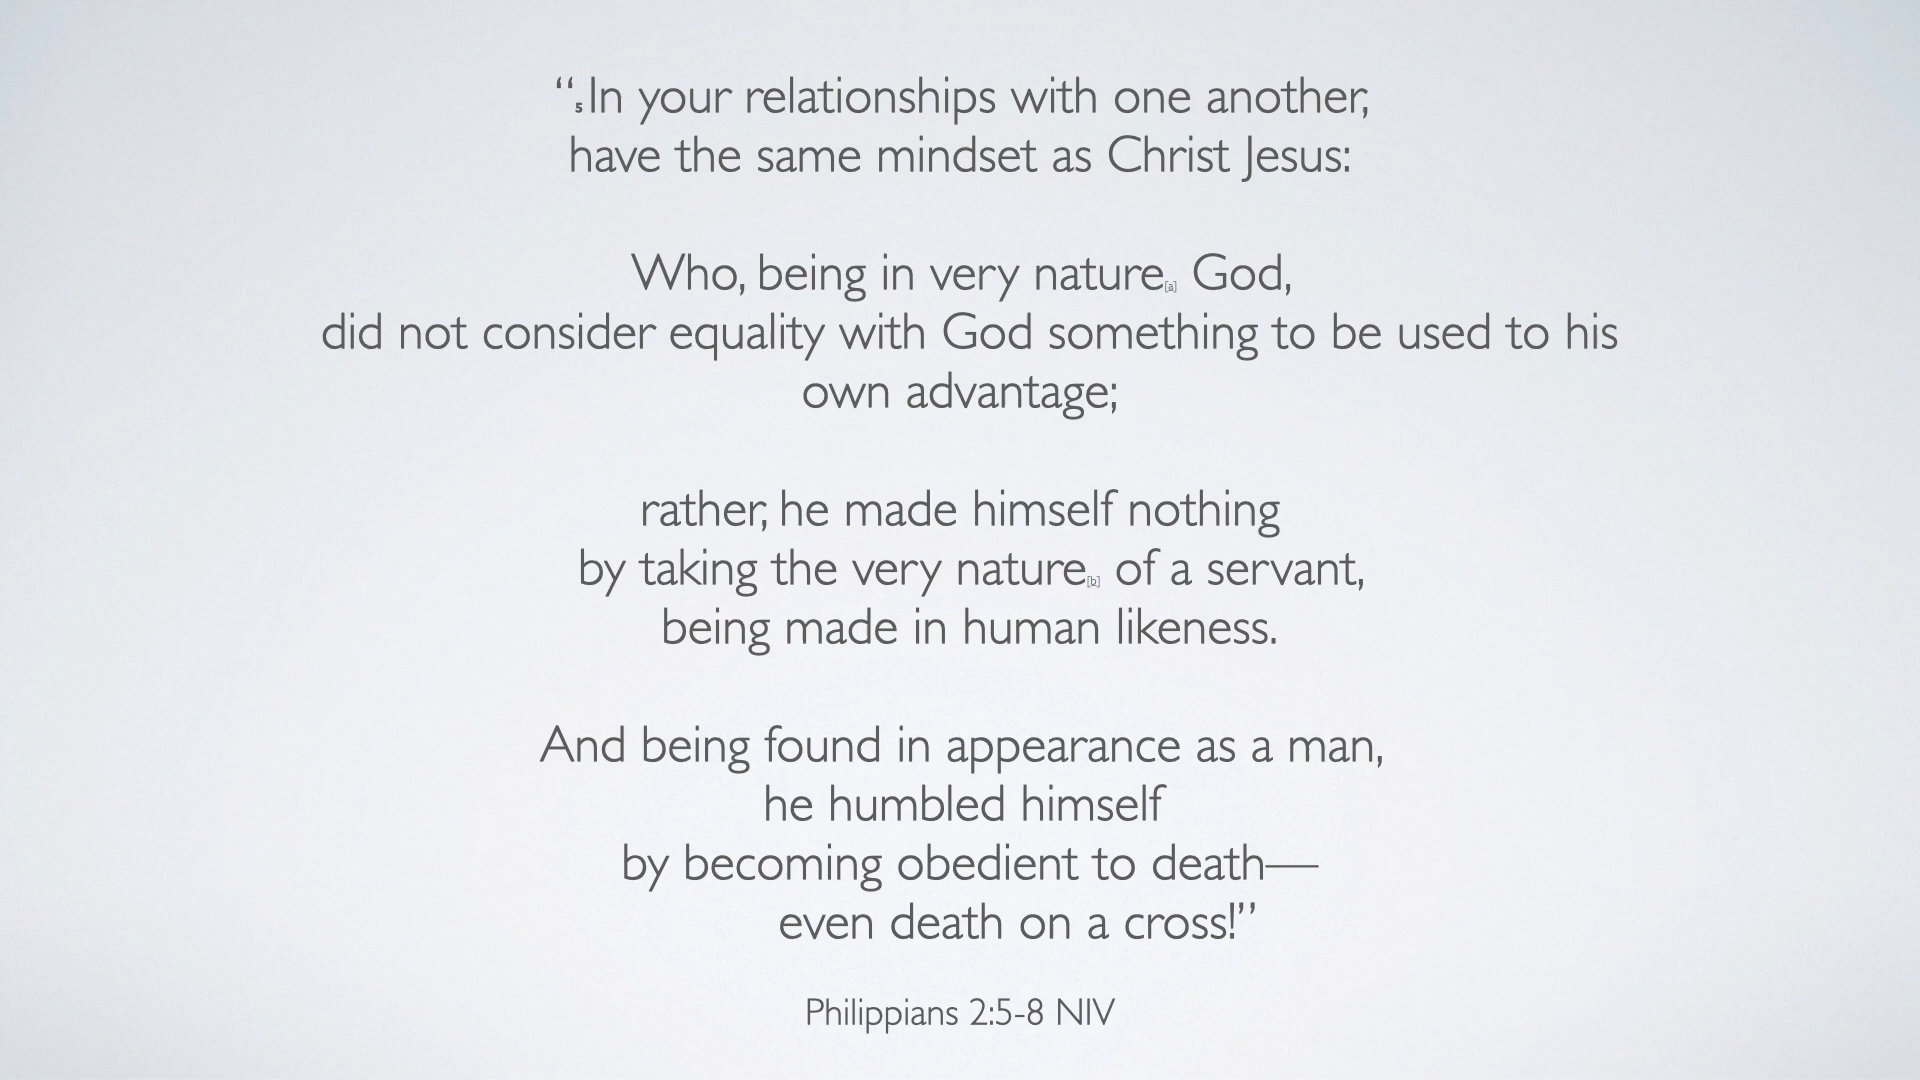 “5 In your relationships with one another,
have the same mindset as Christ Jesus:
Who, being in very nature[a] God,
did not consider equality with God something to be used to his
own advantage;
rather, he made himself nothing
by taking the very nature[b] of a servant,
being made in human likeness.
And being found in appearance as a man,
he humbled himself
by becoming obedient to death—
even death on a cross!”
Philippians 2:5-8 NIV